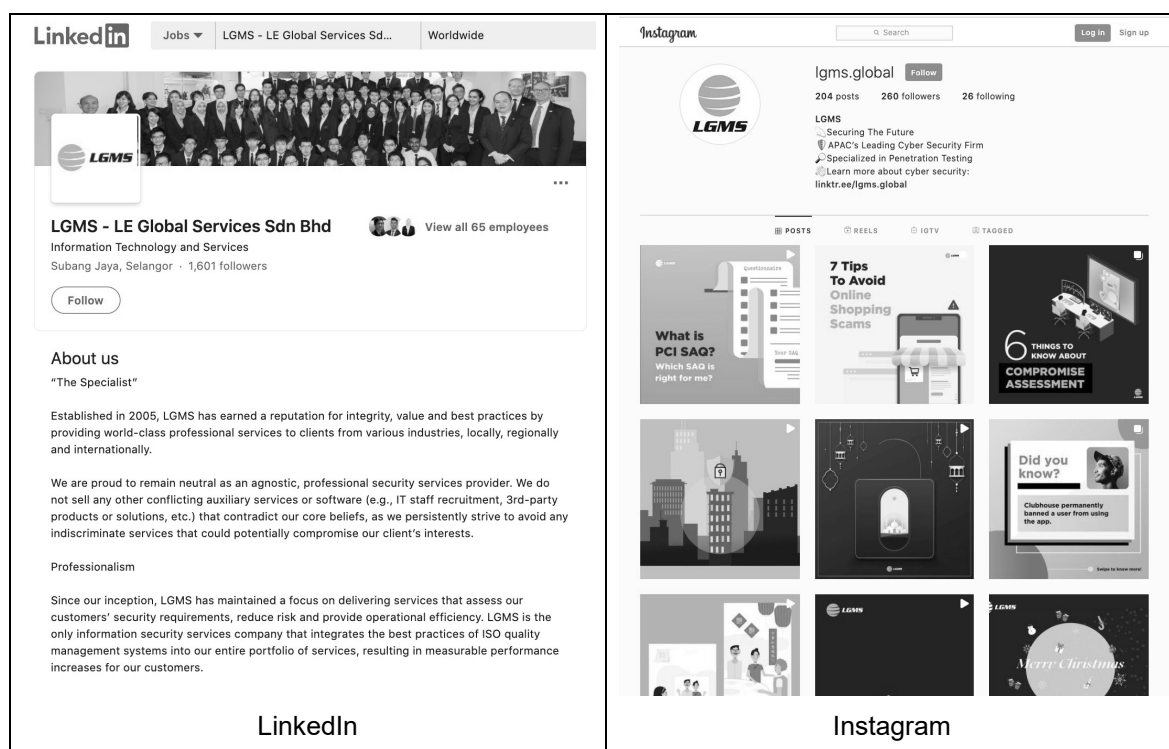 LinkedIn
Jobs
LGMS - LE Global Services Sd...
Worldwide
LGMS
LGMS - LE Global Services Sdn Bhd
View all 65 employees
Information Technology and Services
Subang Jaya, Selangor · 1,601 followers
Follow
About us
“The Specialist”
Established in 2005, LGMS has earned a reputation for integrity, value and best practices by
providing world-class professional services to clients from various industries, locally, regionally
and internationally.
We are proud to remain neutral as an agnostic, professional security services provider. We do
not sell any other conflicting auxiliary services or software (e.g., IT staff recruitment, 3rd-party
products or solutions, etc.) that contradict our core beliefs, as we persistently strive to avoid any
indiscriminate services that could potentially compromise our client’s interests.
Professionalism
Since our inception, LGMS has maintained a focus on delivering services that assess our
customers’ security requirements, reduce risk and provide operational efficiency. LGMS is the
only information security services company that integrates the best practices of ISO quality
management systems into our entire portfolio of services, resulting in measurable performance
increases for our customers.
LinkedIn
Instagram
Search
Log in
Sign up
LGMS
lgms.global
Follow
204 posts 260 followers 26 following
LGMS
Securing The Future
APAC's Leading Cyber Security Firm
Specialized in Penetration Testing
Learn more about cyber security:
linktr.ee/lgms.global
POSTS
REELS
IGTV
TAGGED
LGMS
Questionnaire
What is
PCI SAQ?
Which SAQ is
right for me?
Your SAQ
LGMS
7 Tips
To Avoid
Online
Shopping
Scams
6 THINGS TO
KNOW ABOUT
COMPROMISE
ASSESSMENT
LGMS
LGMS
Did you
know?
Clubhouse permanently
banned a user from using
the app.
Swipe to know more!
LGMS
LGMS
Merry Christmas
Instagram